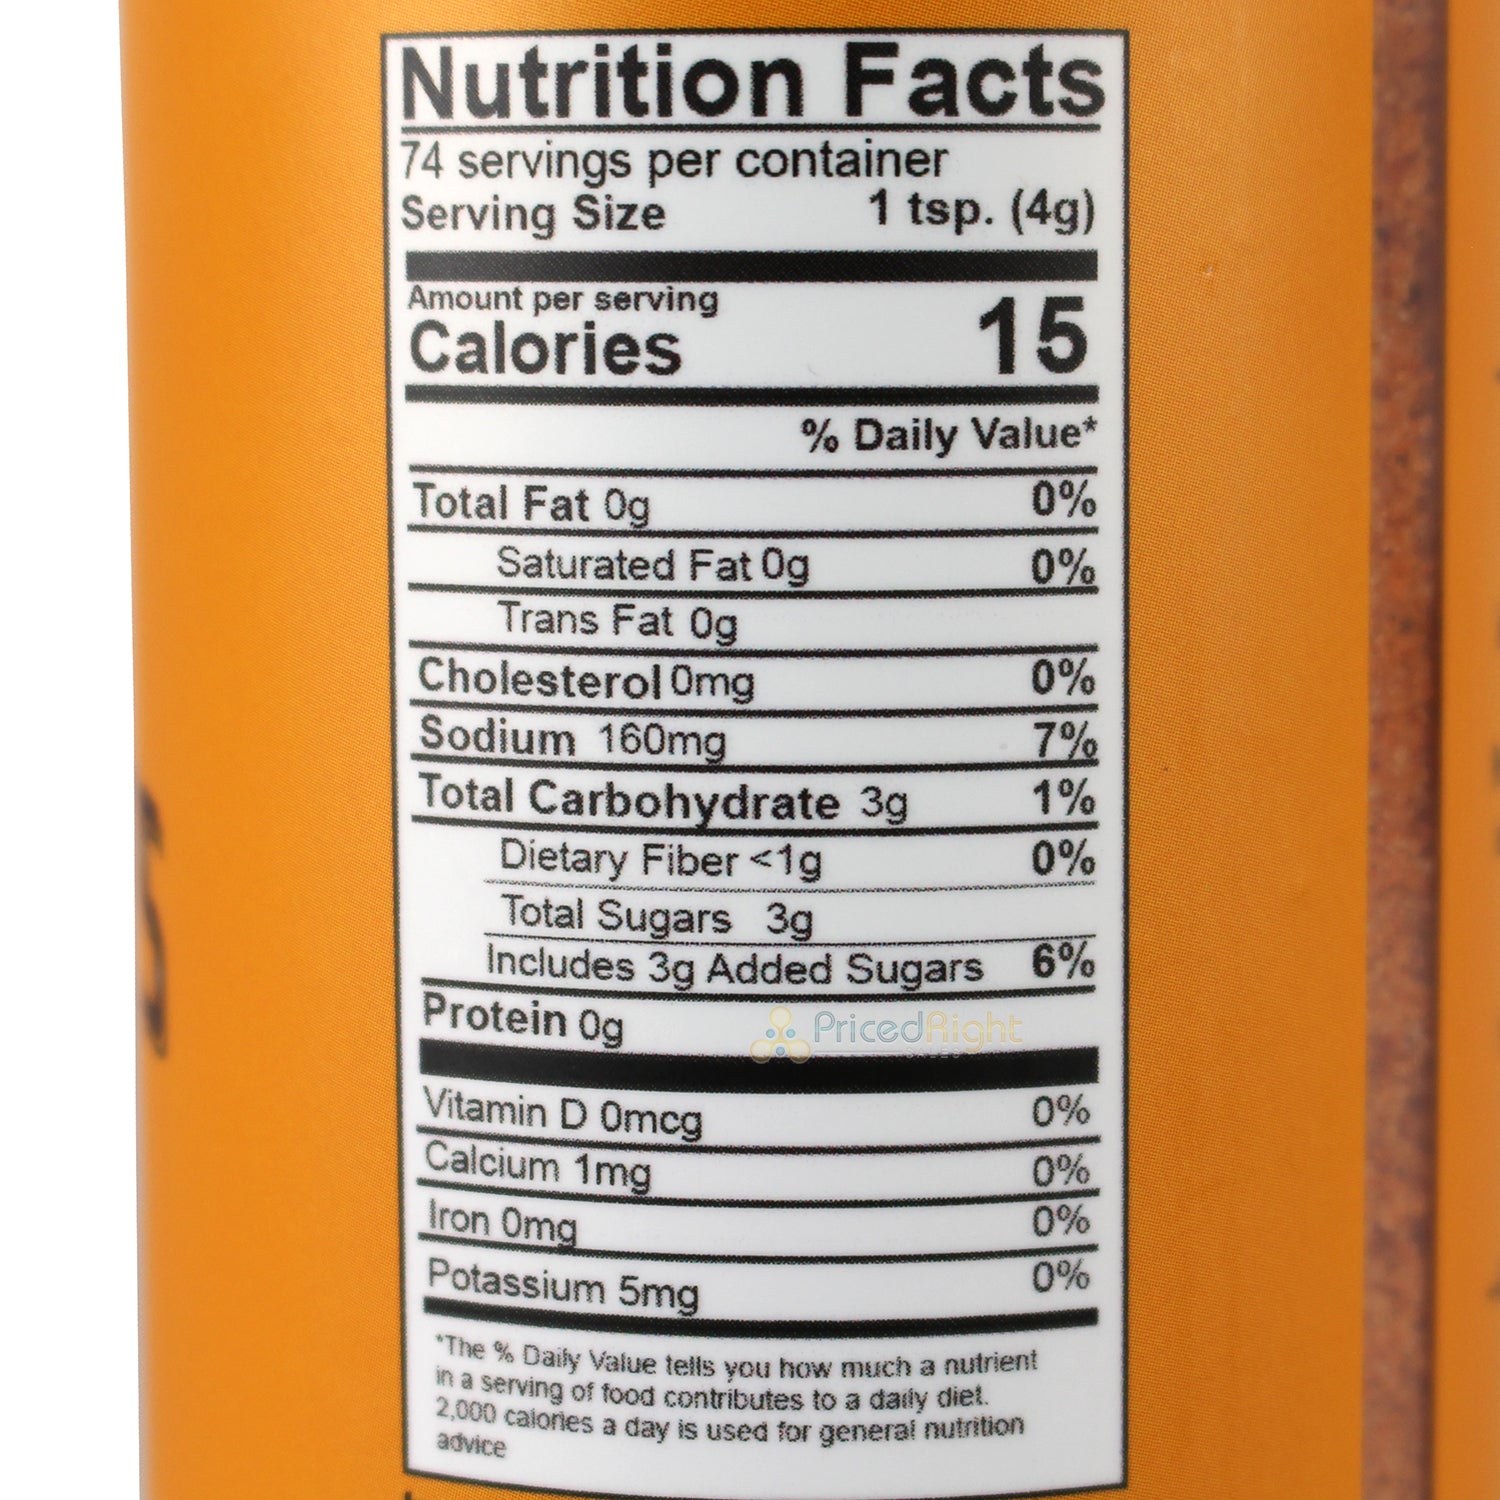 Nutrition Facts
74 servings per container
Serving Size 1 tsp. (4g)
Amount per serving
Calories 15
% Daily Value*
Total Fat 0g 0%
Saturated Fat 0g 0%
Trans Fat 0g
Cholesterol 0mg 0%
Sodium 160mg 7%
Total Carbohydrate 3g 1%
Dietary Fiber <1g 0%
Total Sugars 3g
Includes 3g Added Sugars 6%
Protein 0g
PricedRight
SALES
Vitamin D 0mcg 0%
Calcium 1mg 0%
Iron 0mg 0%
Potassium 5mg 0%
*The % Daily Value tells you how much a nutrient
in a serving of food contributes to a daily diet.
2,000 calories a day is used for general nutrition
advice